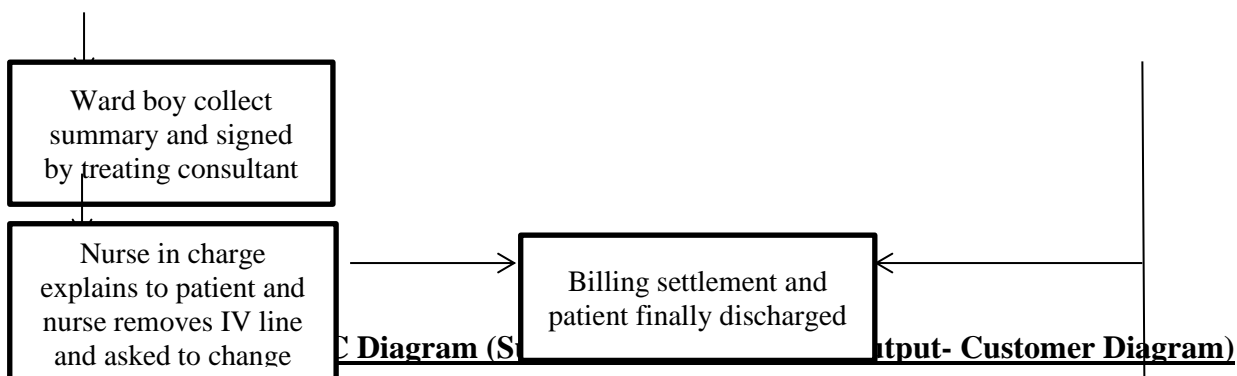 Ward boy collect
summary and signed
by treating consultant
Nurse in charge
explains to patient and
nurse removes IV line
and asked to change
Billing settlement and
patient finally discharged
C Diagram (S
tput- Customer Diagram)